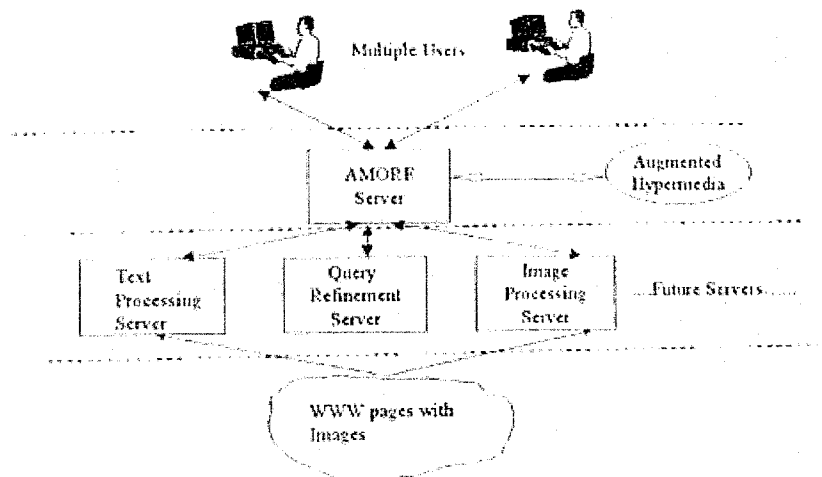 Multiple Users
AMORE
Server
Augmented
Hypermedia
Text
Processing
Server
Query
Refinement
Server
Image
Processing
Server
.....Future Servers......
WWW pages with
Images